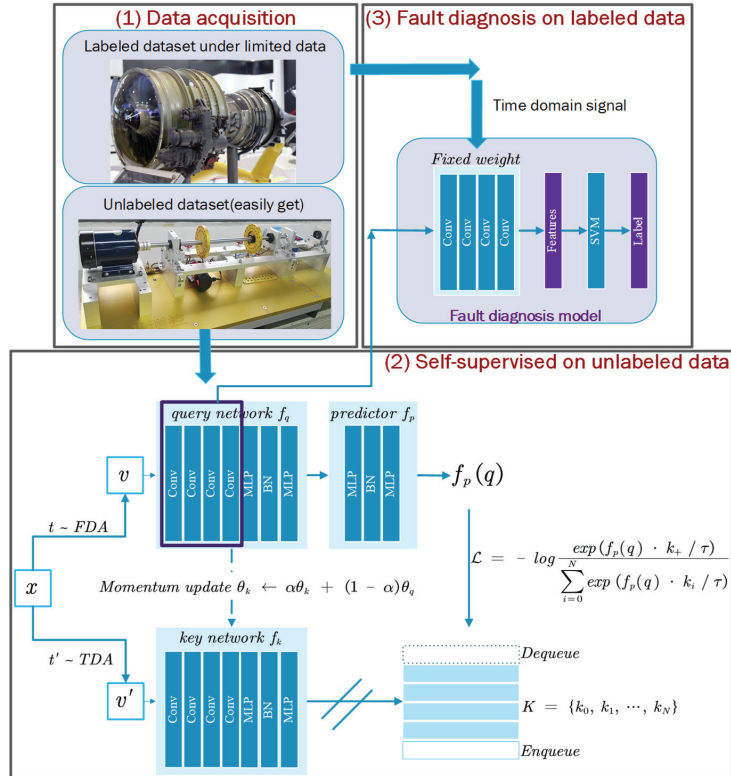 (1) Data acquisition
Labeled dataset under limited data
Unlabeled dataset(easily get)
(3) Fault diagnosis on labeled data
Time domain signal
Fixed weight
Conv
Conv
Conv
Conv
Features
SVM
Label
Fault diagnosis model
(2) Self-supervised on unlabeled data
query network f_q
Conv
Conv
Conv
Conv
MLP
BN
MLP
predictor f_p
MLP
BN
MLP
f_p(q)
v
t ~ FDA
x
t′ ~ TDA
v′
Momentum update θ_k ← αθ_k + (1 − α)θ_q
ℒ = − log exp(f_p(q) · k_+ / τ) / ∑_{i=0}^{N} exp (f_p(q) · k_i / τ)
key network f_k
Conv
Conv
Conv
Conv
MLP
BN
MLP
Dequeue
K = {k_0, k_1, ⋯, k_N}
Enqueue